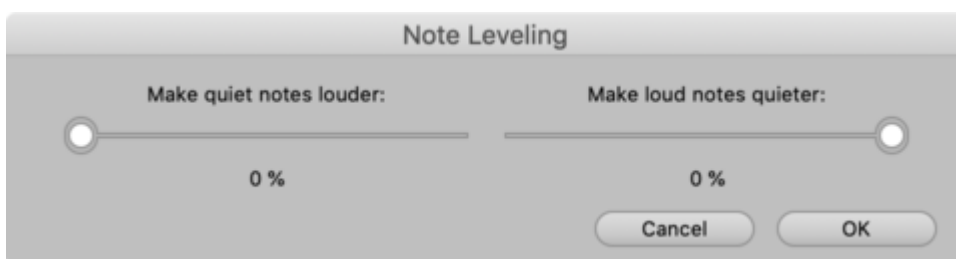 Note Leveling
Make quiet notes louder:
Make loud notes quieter:
0 %
0 %
Cancel
OK